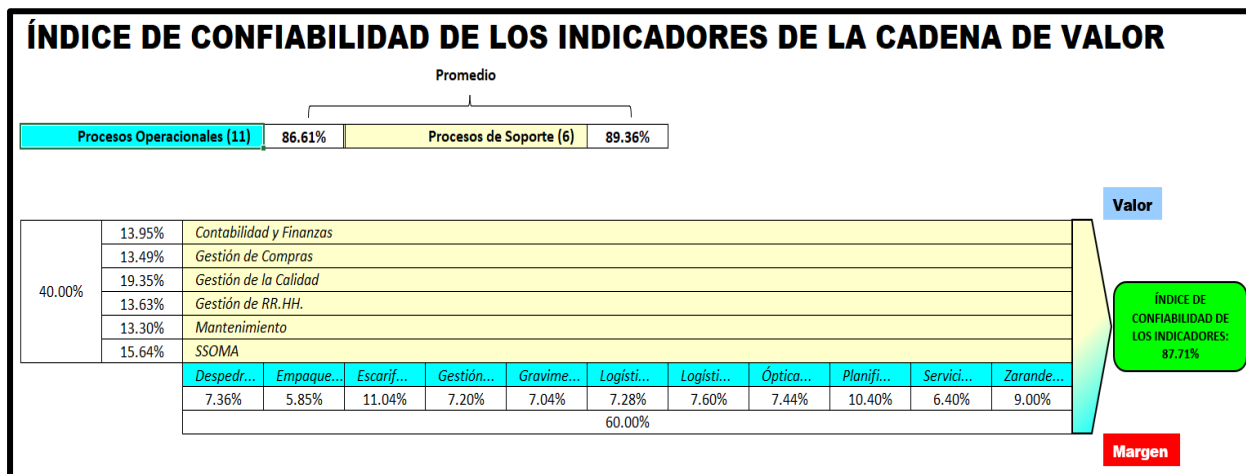 ÍNDICE DE CONFIABILIDAD DE LOS INDICADORES DE LA CADENA DE VALOR
Promedio
Procesos Operacionales (11) 86.61% Procesos de Soporte (6) 89.36%
Valor
40.00%
13.95% Contabilidad y Finanzas
13.49% Gestión de Compras
19.35% Gestión de la Calidad
13.63% Gestión de RR.HH.
13.30% Mantenimiento
15.64% SSOMA
ÍNDICE DE
CONFIABILIDAD DE
LOS INDICADORES:
87.71%
Despedr... Empaque... Escarif... Gestión... Gravime... Logísti... Logísti... Óptica... Planifi... Servici... Zarande...
7.36% 5.85% 11.04% 7.20% 7.04% 7.28% 7.60% 7.44% 10.40% 6.40% 9.00%
60.00%
Margen